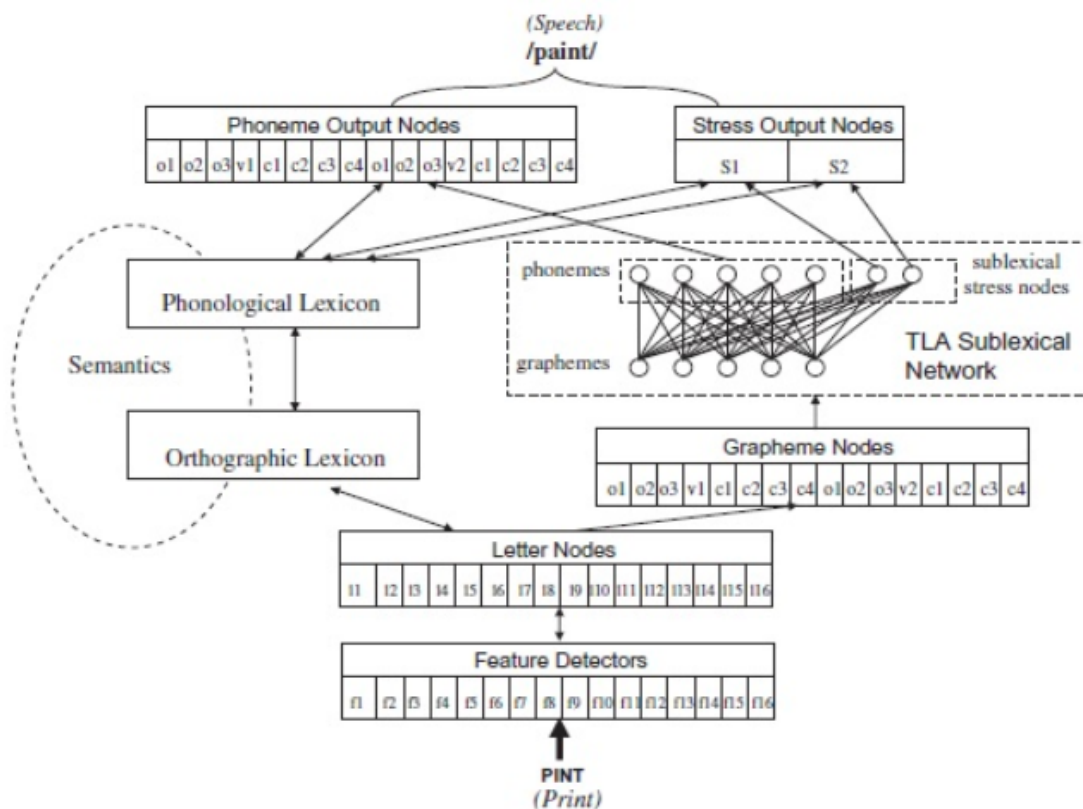 (Speech)
/paint/
Phoneme Output Nodes
o1 o2 o3 v1 c1 c2 c3 c4 o1 o2 o3 v2 c1 c2 c3 c4
Stress Output Nodes
S1 S2
phonemes
sublexical
stress nodes
Phonological Lexicon
TLA Sublexical
Network
Semantics
graphemes
Orthographic Lexicon
Grapheme Nodes
o1 o2 o3 v1 c1 c2 c3 c4 o1 o2 o3 v2 c1 c2 c3 c4
Letter Nodes
l1 l2 l3 l4 l5 l6 l7 l8 l9 l10 l11 l12 l13 l14 l15 l16
Feature Detectors
f1 f2 f3 f4 f5 f6 f7 f8 f9 f10 f11 f12 f13 f14 f15 f16
PINT
(Print)